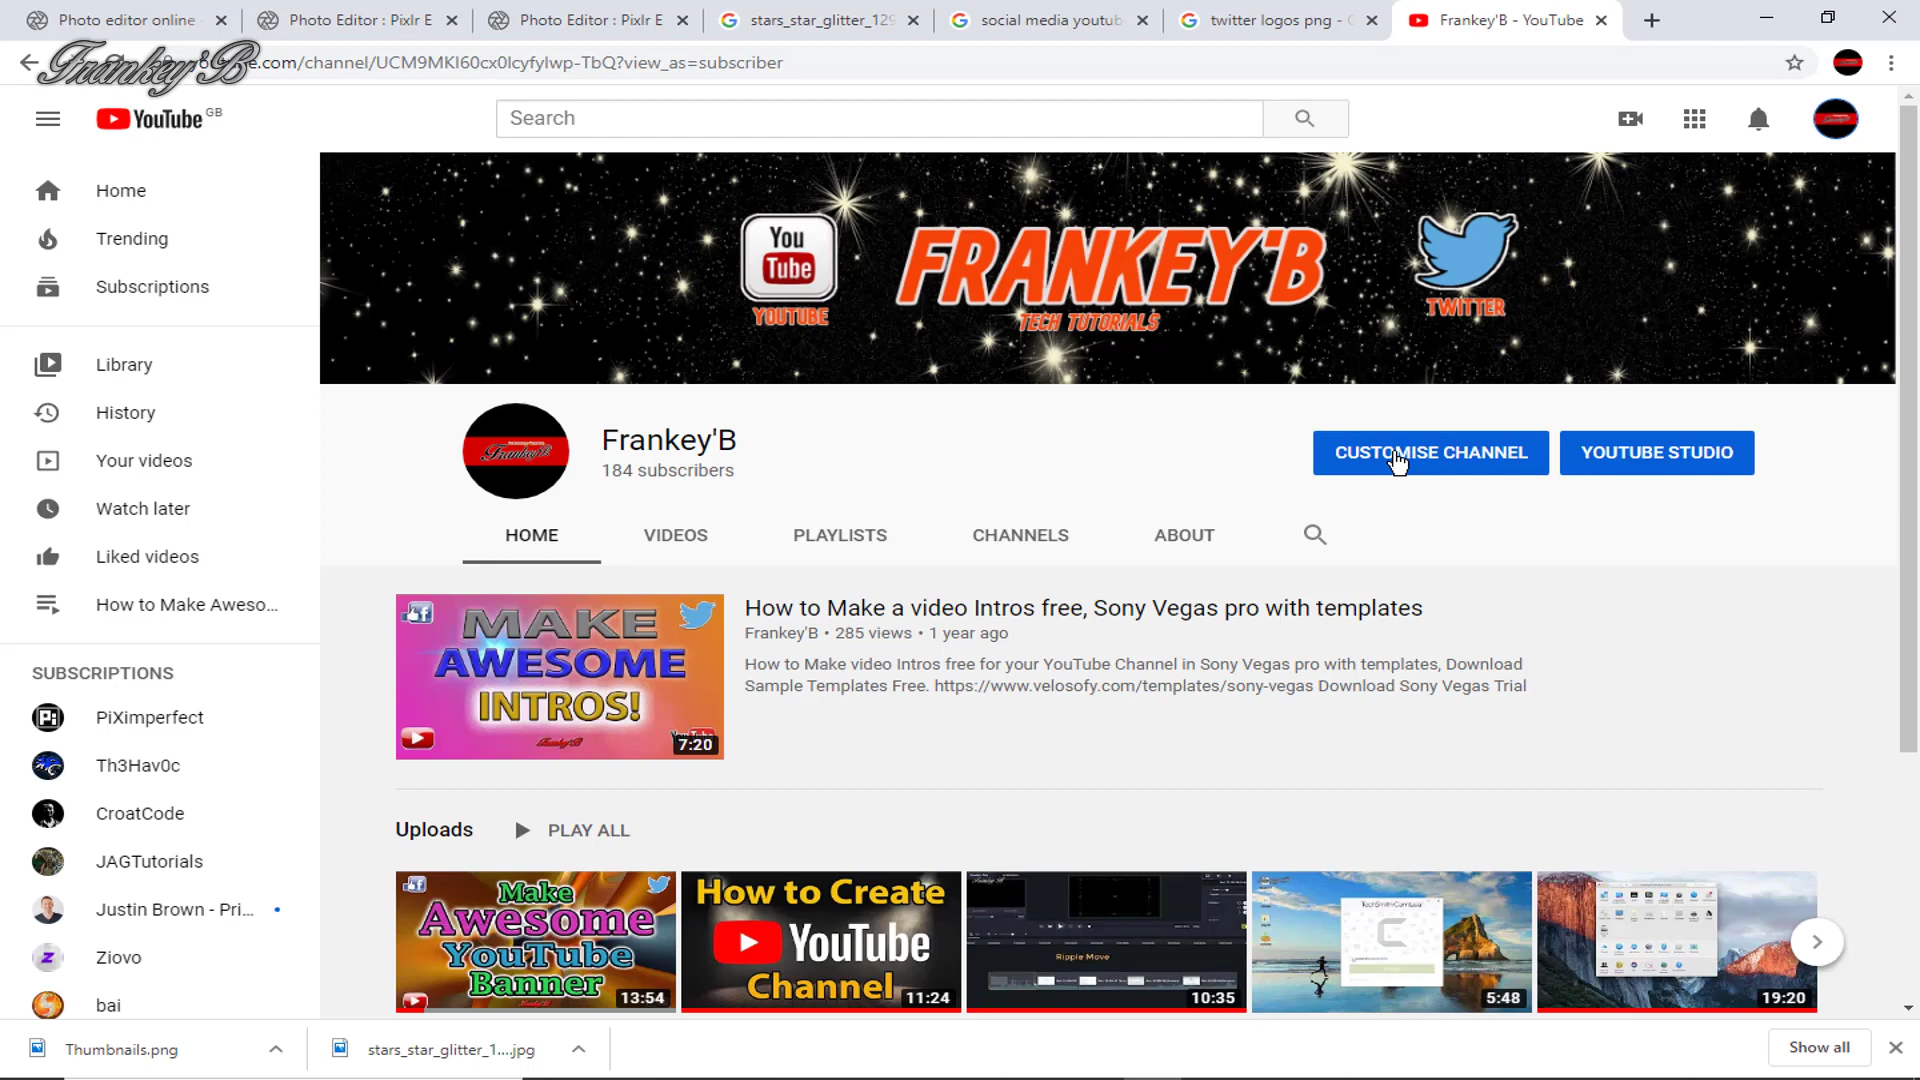 Photo editor online
Photo Editor : Pixlr E
Photo Editor : Pixlr E
stars_star_glitter_129
social media youtub
twitter logos png - G
Frankey'B - YouTube
Frankey'B
e.com/channel/UCM9MKI60cx0lcyfylwp-TbQ?view_as=subscriber
YouTube GB
Search
Home
Trending
Subscriptions
Library
History
Your videos
Watch later
Liked videos
How to Make Aweso...
SUBSCRIPTIONS
PiXimperfect
Th3Hav0c
CroatCode
JAGTutorials
Justin Brown - Pri...
Ziovo
bai
You
Tube
YOUTUBE
FRANKEY'B
TECH TUTORIALS
TWITTER
Frankey'B
Frankey'B
184 subscribers
CUSTOMISE CHANNEL
YOUTUBE STUDIO
HOME
VIDEOS
PLAYLISTS
CHANNELS
ABOUT
MAKE
AWESOME
INTROS!
Frankey'B
7:20
How to Make a video Intros free, Sony Vegas pro with templates
Frankey'B • 285 views • 1 year ago
How to Make video Intros free for your YouTube Channel in Sony Vegas pro with templates, Download
Sample Templates Free. https://www.velosofy.com/templates/sony-vegas Download Sony Vegas Trial
Uploads
PLAY ALL
Make
Awesome
YouTube
Banner
13:54
How to Create
YouTube
Channel
11:24
Ripple Move
10:35
5:48
19:20
Thumbnails.png
stars_star_glitter_1....jpg
Show all